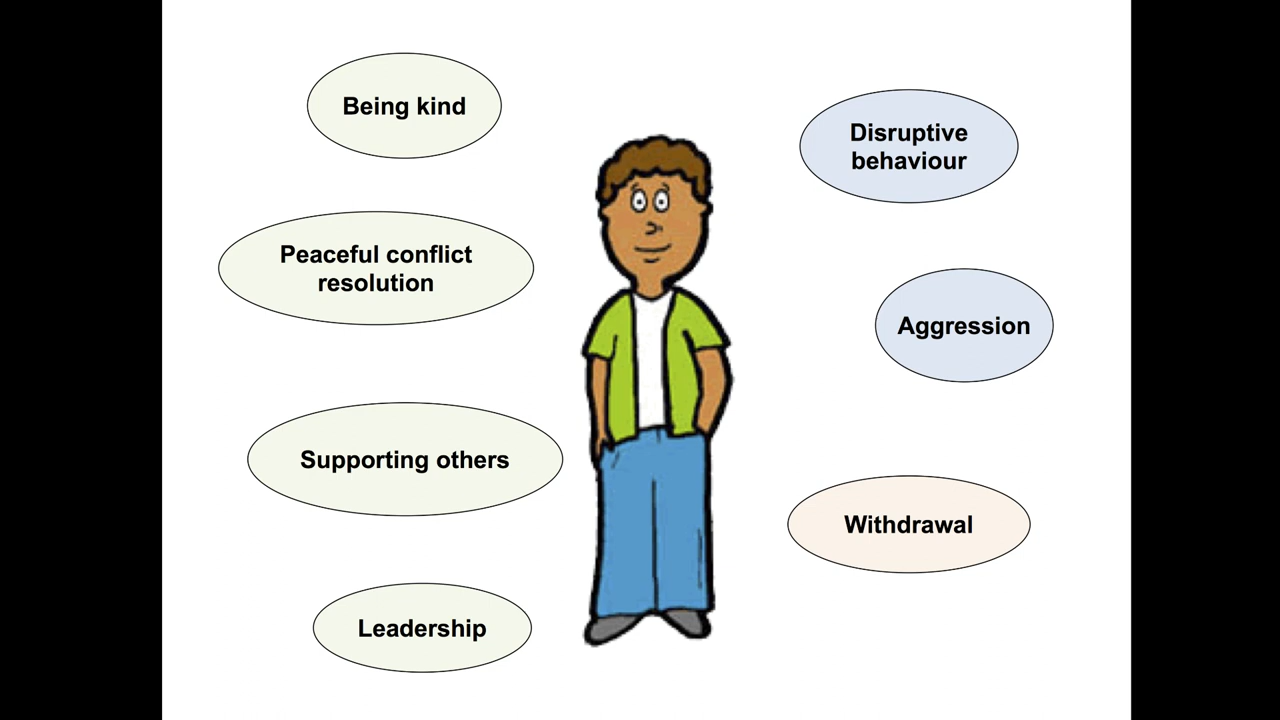 Being kind
Peaceful conflict
resolution
Supporting others
Leadership
Disruptive
behaviour
Aggression
Withdrawal